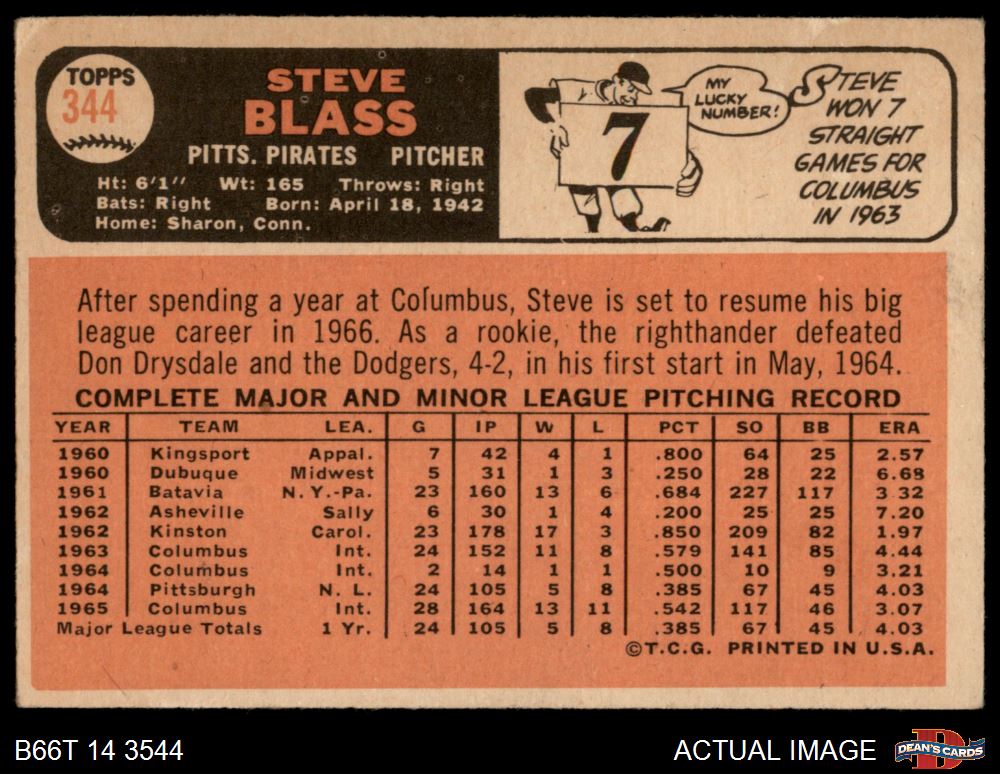 TOPPS
344
STEVE
BLASS
PITTS. PIRATES PITCHER
Ht: 6'1" Wt: 165 Throws: Right
Bats: Right Born: April 18, 1942
Home: Sharon, Conn.
7
MY
LUCKY
NUMBER!
STEVE
WON 7
STRAIGHT
GAMES FOR
COLUMBUS
IN 1963
After spending a year at Columbus, Steve is set to resume his big
league career in 1966. As a rookie, the righthander defeated
Don Drysdale and the Dodgers, 4-2, in his first start in May, 1964.
COMPLETE MAJOR AND MINOR LEAGUE PITCHING RECORD
YEAR TEAM LEA. G IP W L PCT SO BB ERA
1960 Kingsport Appal. 7 42 4 1 .800 64 25 2.57
1960 Dubuque Midwest 5 31 1 3 .250 28 22 6.68
1961 Batavia N.Y.-Pa. 23 160 13 6 .684 227 117 3.32
1962 Asheville Sally 6 30 1 4 .200 25 25 7.20
1962 Kinston Carol. 23 178 17 3 .850 209 82 1.97
1963 Columbus Int. 24 152 11 8 .579 141 85 4.44
1964 Columbus Int. 2 14 1 1 .500 10 9 3.21
1964 Pittsburgh N. L. 24 105 5 8 .385 67 45 4.03
1965 Columbus Int. 28 164 13 11 .542 117 46 3.07
Major League Totals 1 Yr. 24 105 5 8 .385 67 45 4.03
©T.C.G. PRINTED IN U.S.A.
B66T 14 3544 ACTUAL IMAGE
DEAN'S CARDS